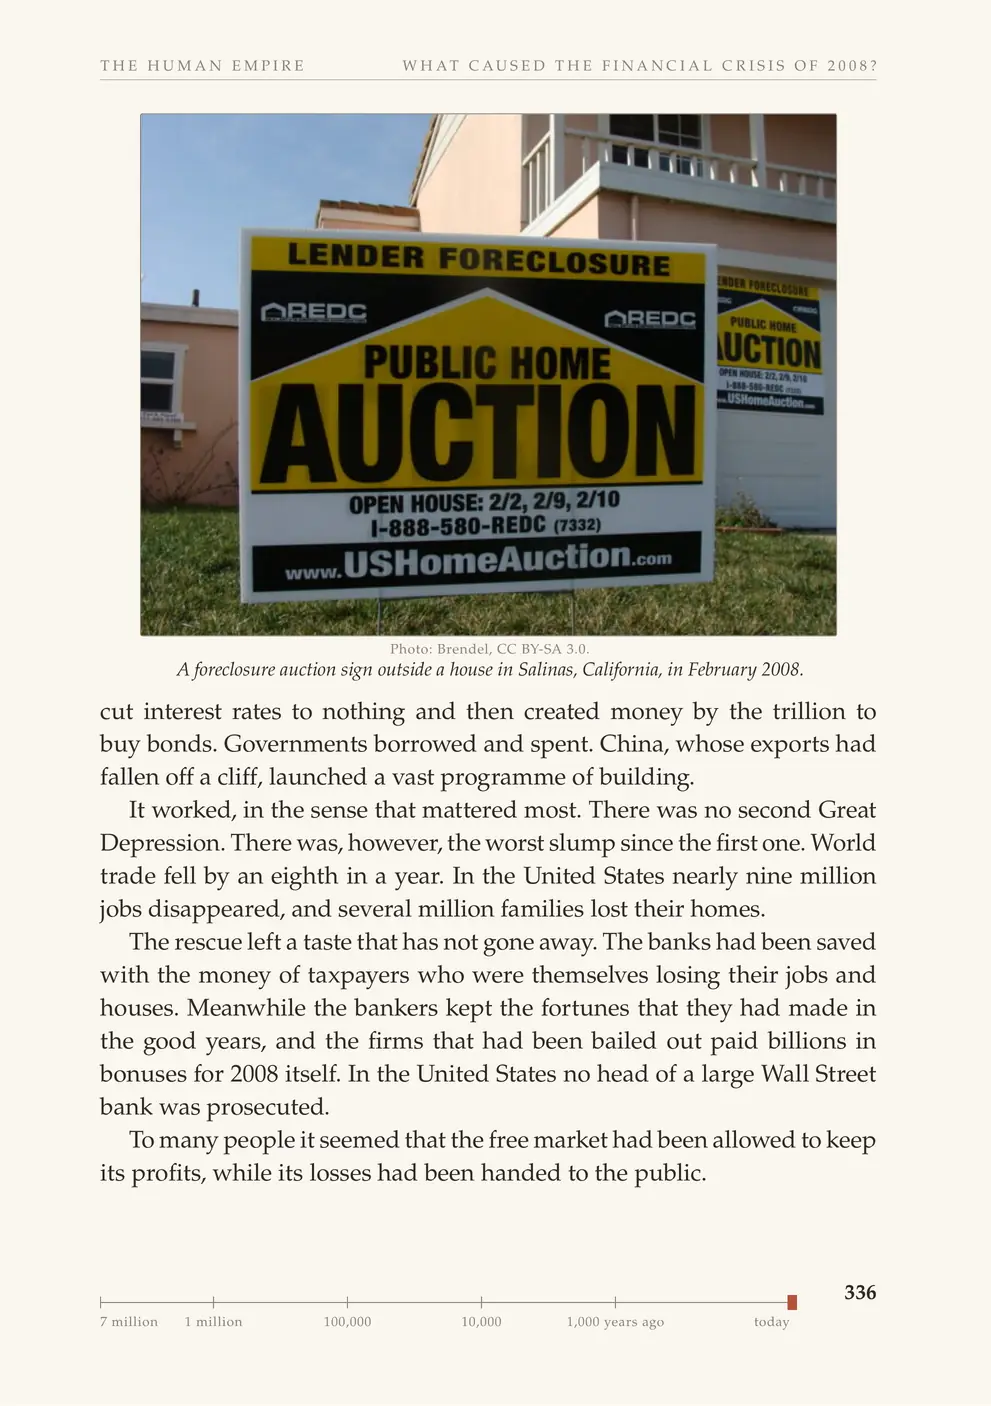 THE HUMAN EMPIRE
WHAT CAUSED THE FINANCIAL CRISIS OF 2008?
LENDER FORECLOSURE
REDC
REDC
PUBLIC HOME
AUCTION
OPEN HOUSE: 2/2, 2/9, 2/10
1-888-580-REDC (7332)
www.USHomeAuction.com
ENDER FORECLOSURE
REDC
PUBLIC HOME
AUCTION
OPEN HOUSE: 2/2, 2/9, 2/10
1-888-580-REDC (7332)
www.USHomeAuction.com
Photo: Brendel, CC BY-SA 3.0.
A foreclosure auction sign outside a house in Salinas, California, in February 2008.
cut interest rates to nothing and then created money by the trillion to
buy bonds. Governments borrowed and spent. China, whose exports had
fallen off a cliff, launched a vast programme of building.
It worked, in the sense that mattered most. There was no second Great
Depression. There was, however, the worst slump since the first one. World
trade fell by an eighth in a year. In the United States nearly nine million
jobs disappeared, and several million families lost their homes.
The rescue left a taste that has not gone away. The banks had been saved
with the money of taxpayers who were themselves losing their jobs and
houses. Meanwhile the bankers kept the fortunes that they had made in
the good years, and the firms that had been bailed out paid billions in
bonuses for 2008 itself. In the United States no head of a large Wall Street
bank was prosecuted.
To many people it seemed that the free market had been allowed to keep
its profits, while its losses had been handed to the public.
336
7 million
1 million
100,000
10,000
1,000 years ago
today